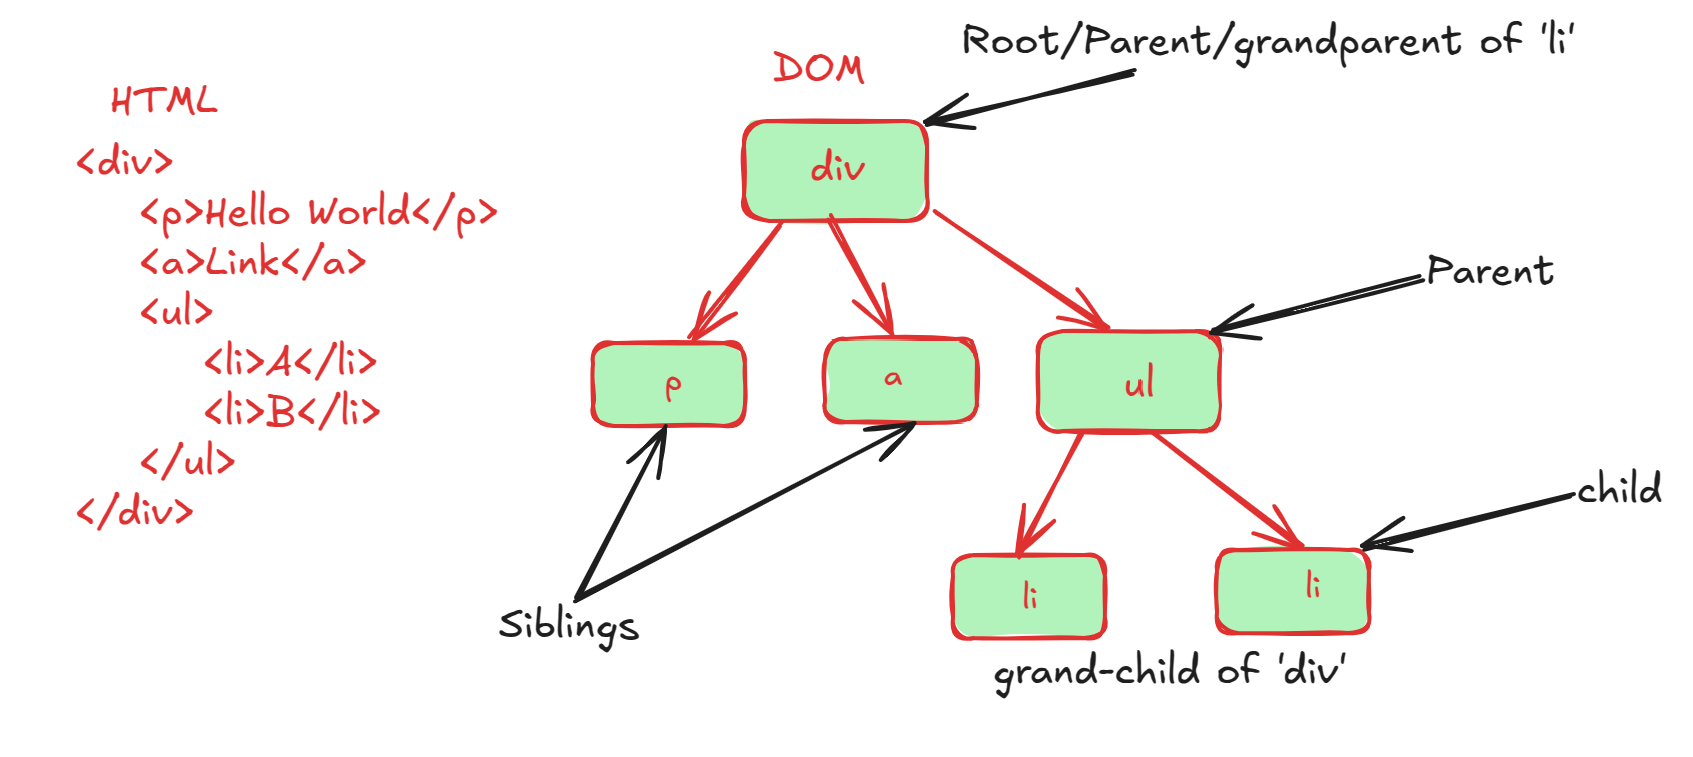 HTML
<div>
<p>Hello World</p>
<a>Link</a>
<ul>
<li>A</li>
<li>B</li>
</ul>
</div>
DOM
Root/Parent/grandparent of 'li'
div
Parent
p
a
ul
child
Siblings
li
li
grand-child of 'div'